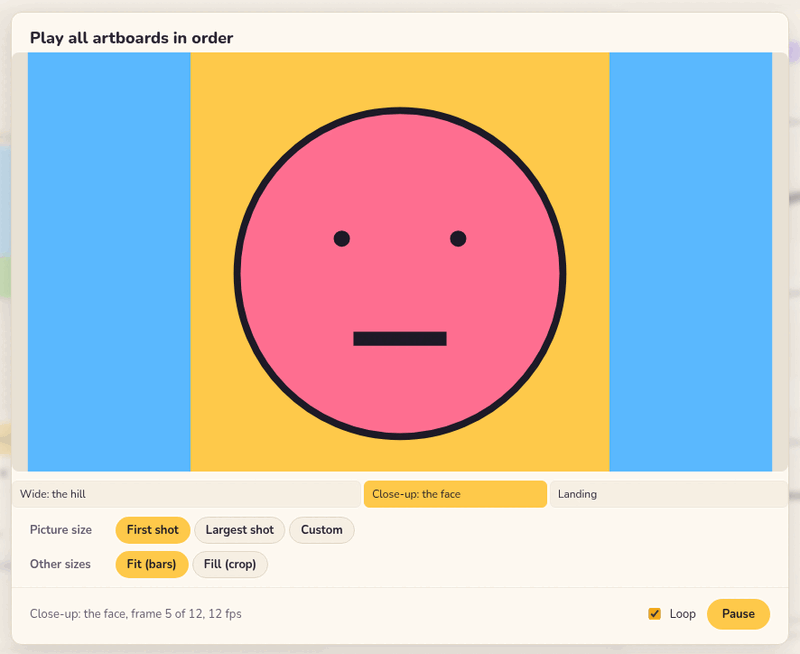 Play all artboards in order
Wide: the hill
Close-up: the face
Landing
Picture size
First shot
Largest shot
Custom
Other sizes
Fit (bars)
Fill (crop)
Close-up: the face, frame 5 of 12, 12 fps
Loop
Pause